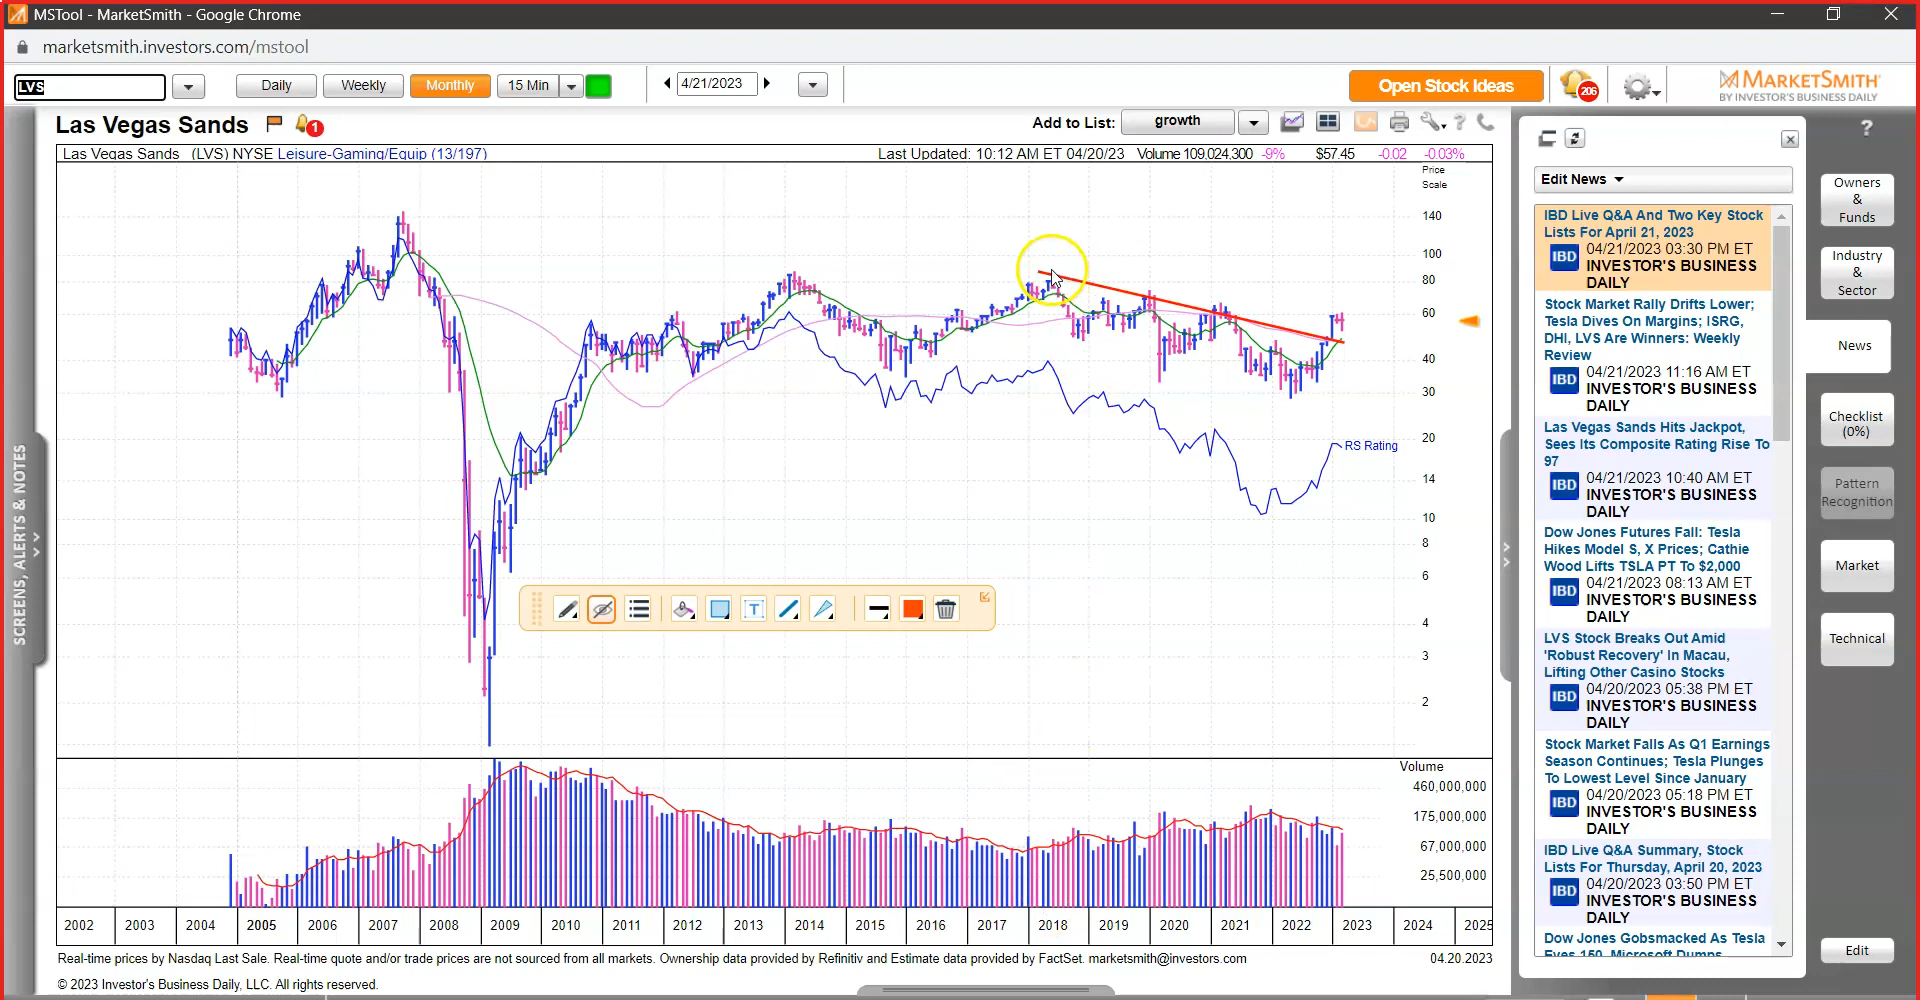 MSTool - MarketSmith - Google Chrome
marketsmith.investors.com/mstool
LVS
Daily
Weekly
Monthly
15 Min
4/21/2023
Open Stock Ideas
206
MARKETSMITH
BY INVESTOR'S BUSINESS DAILY
Las Vegas Sands
1
Add to List:
growth
?
Las Vegas Sands (LVS) NYSE Leisure-Gaming/Equip (13/197)
Last Updated: 10:12 AM ET 04/20/23 Volume 109,024,300 -9% $57.45 -0.02 -0.03%
Price
Scale
140
100
80
60
40
30
20
14
10
8
6
4
3
2
RS Rating
T
Volume
460,000,000
175,000,000
67,000,000
25,500,000
2002 2003 2004 2005 2006 2007 2008 2009 2010 2011 2012 2013 2014 2015 2016 2017 2018 2019 2020 2021 2022 2023 2024 2025
Real-time prices by Nasdaq Last Sale. Real-time quote and/or trade prices are not sourced from all markets. Ownership data provided by Refinitiv and Estimate data provided by FactSet. marketsmith@investors.com
04.20.2023
© 2023 Investor's Business Daily, LLC. All rights reserved.
SCREENS, ALERTS & NOTES
Edit News
IBD Live Q&A And Two Key Stock
Lists For April 21, 2023
IBD
04/21/2023 03:30 PM ET
INVESTOR'S BUSINESS
DAILY
Stock Market Rally Drifts Lower;
Tesla Dives On Margins; ISRG,
DHI, LVS Are Winners: Weekly
Review
IBD
04/21/2023 11:16 AM ET
INVESTOR'S BUSINESS
DAILY
Las Vegas Sands Hits Jackpot,
Sees Its Composite Rating Rise To
97
IBD
04/21/2023 10:40 AM ET
INVESTOR'S BUSINESS
DAILY
Dow Jones Futures Fall: Tesla
Hikes Model S, X Prices; Cathie
Wood Lifts TSLA PT To $2,000
IBD
04/21/2023 08:13 AM ET
INVESTOR'S BUSINESS
DAILY
LVS Stock Breaks Out Amid
'Robust Recovery' In Macau,
Lifting Other Casino Stocks
IBD
04/20/2023 05:38 PM ET
INVESTOR'S BUSINESS
DAILY
Stock Market Falls As Q1 Earnings
Season Continues; Tesla Plunges
To Lowest Level Since January
IBD
04/20/2023 05:18 PM ET
INVESTOR'S BUSINESS
DAILY
IBD Live Q&A Summary, Stock
Lists For Thursday, April 20, 2023
IBD
04/20/2023 03:50 PM ET
INVESTOR'S BUSINESS
DAILY
Dow Jones Gobsmacked As Tesla
Eyes 150, Microsoft Dumps
?
Owners
&
Funds
Industry
&
Sector
News
Checklist
(0%)
Pattern
Recognition
Market
Technical
Edit